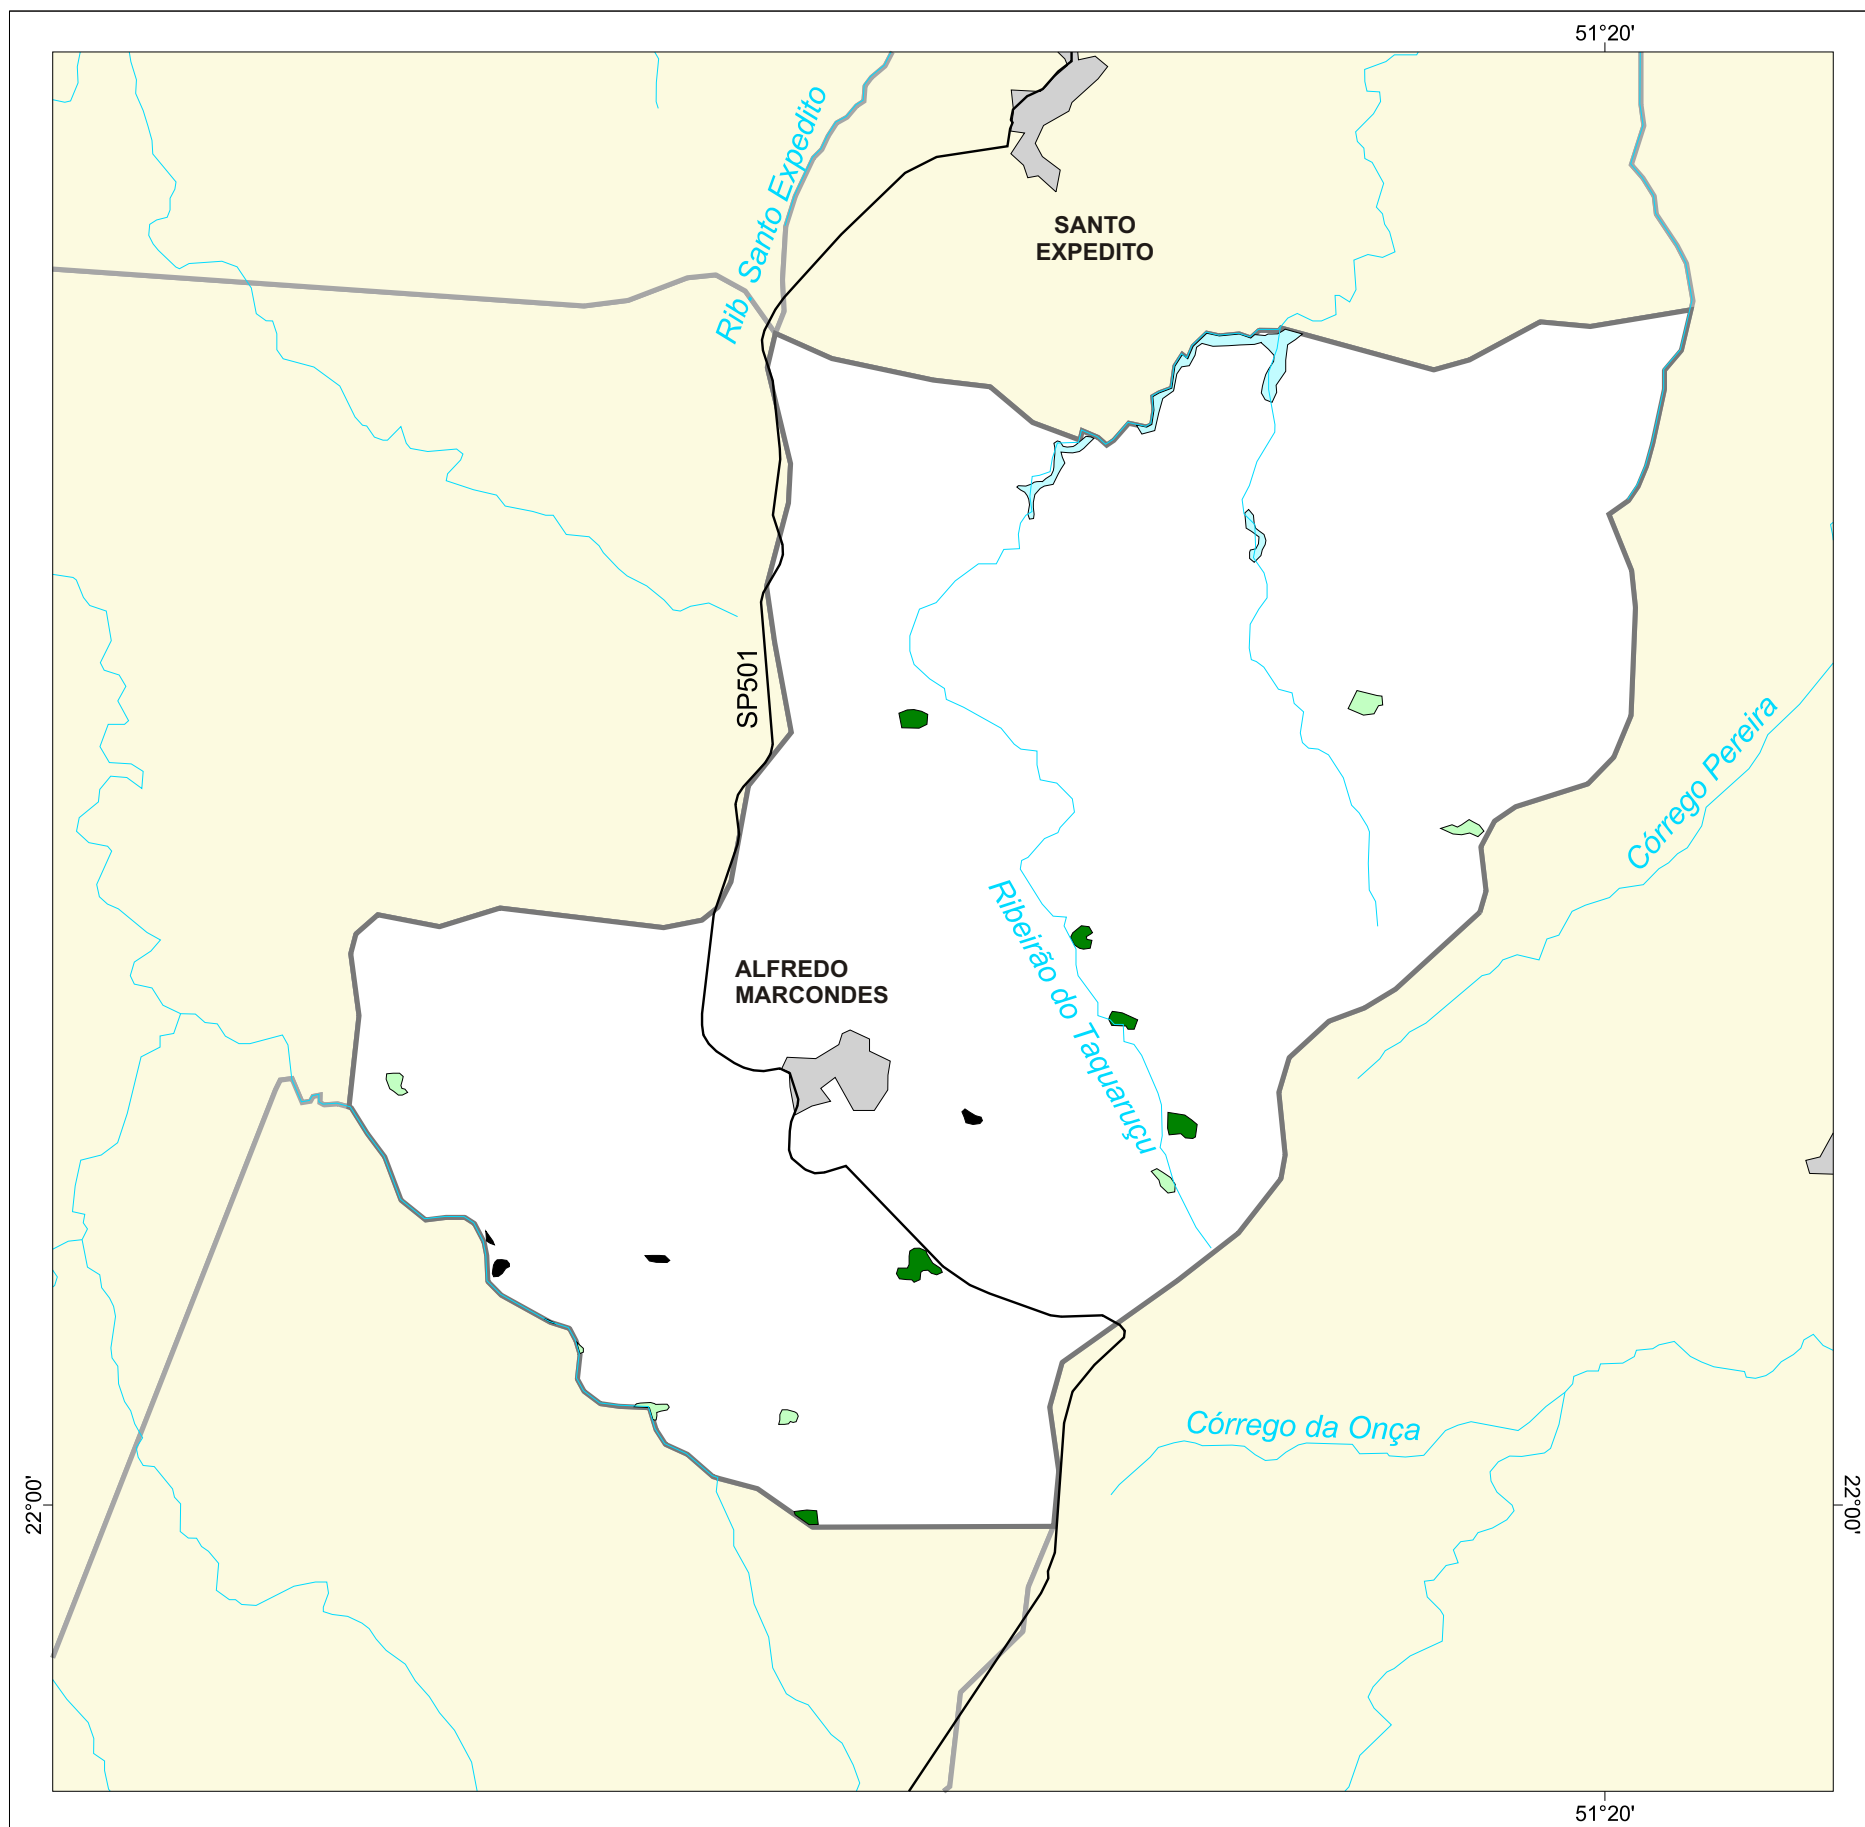 51°20'
Rib. Santo Expedito
SANTO
EXPEDITO
SP501
Córrego Pereira
Ribeirão do Taquaruçu
ALFREDO
MARCONDES
Córrego da Onça
22°00'
22°00'
51°20'